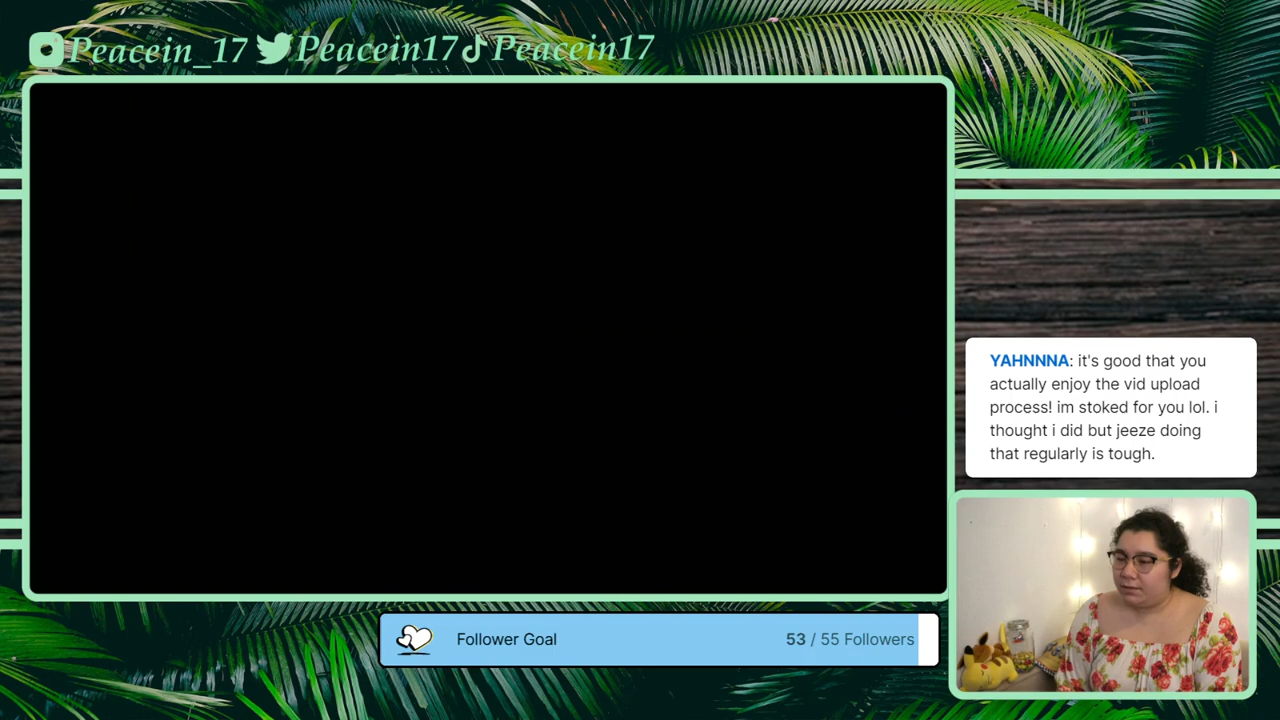 Peacein_17 Peacein17 Peacein17
YAHNNNA: it's good that you
actually enjoy the vid upload
process! im stoked for you lol. i
thought i did but jeeze doing
that regularly is tough.
Follower Goal 53 / 55 Followers